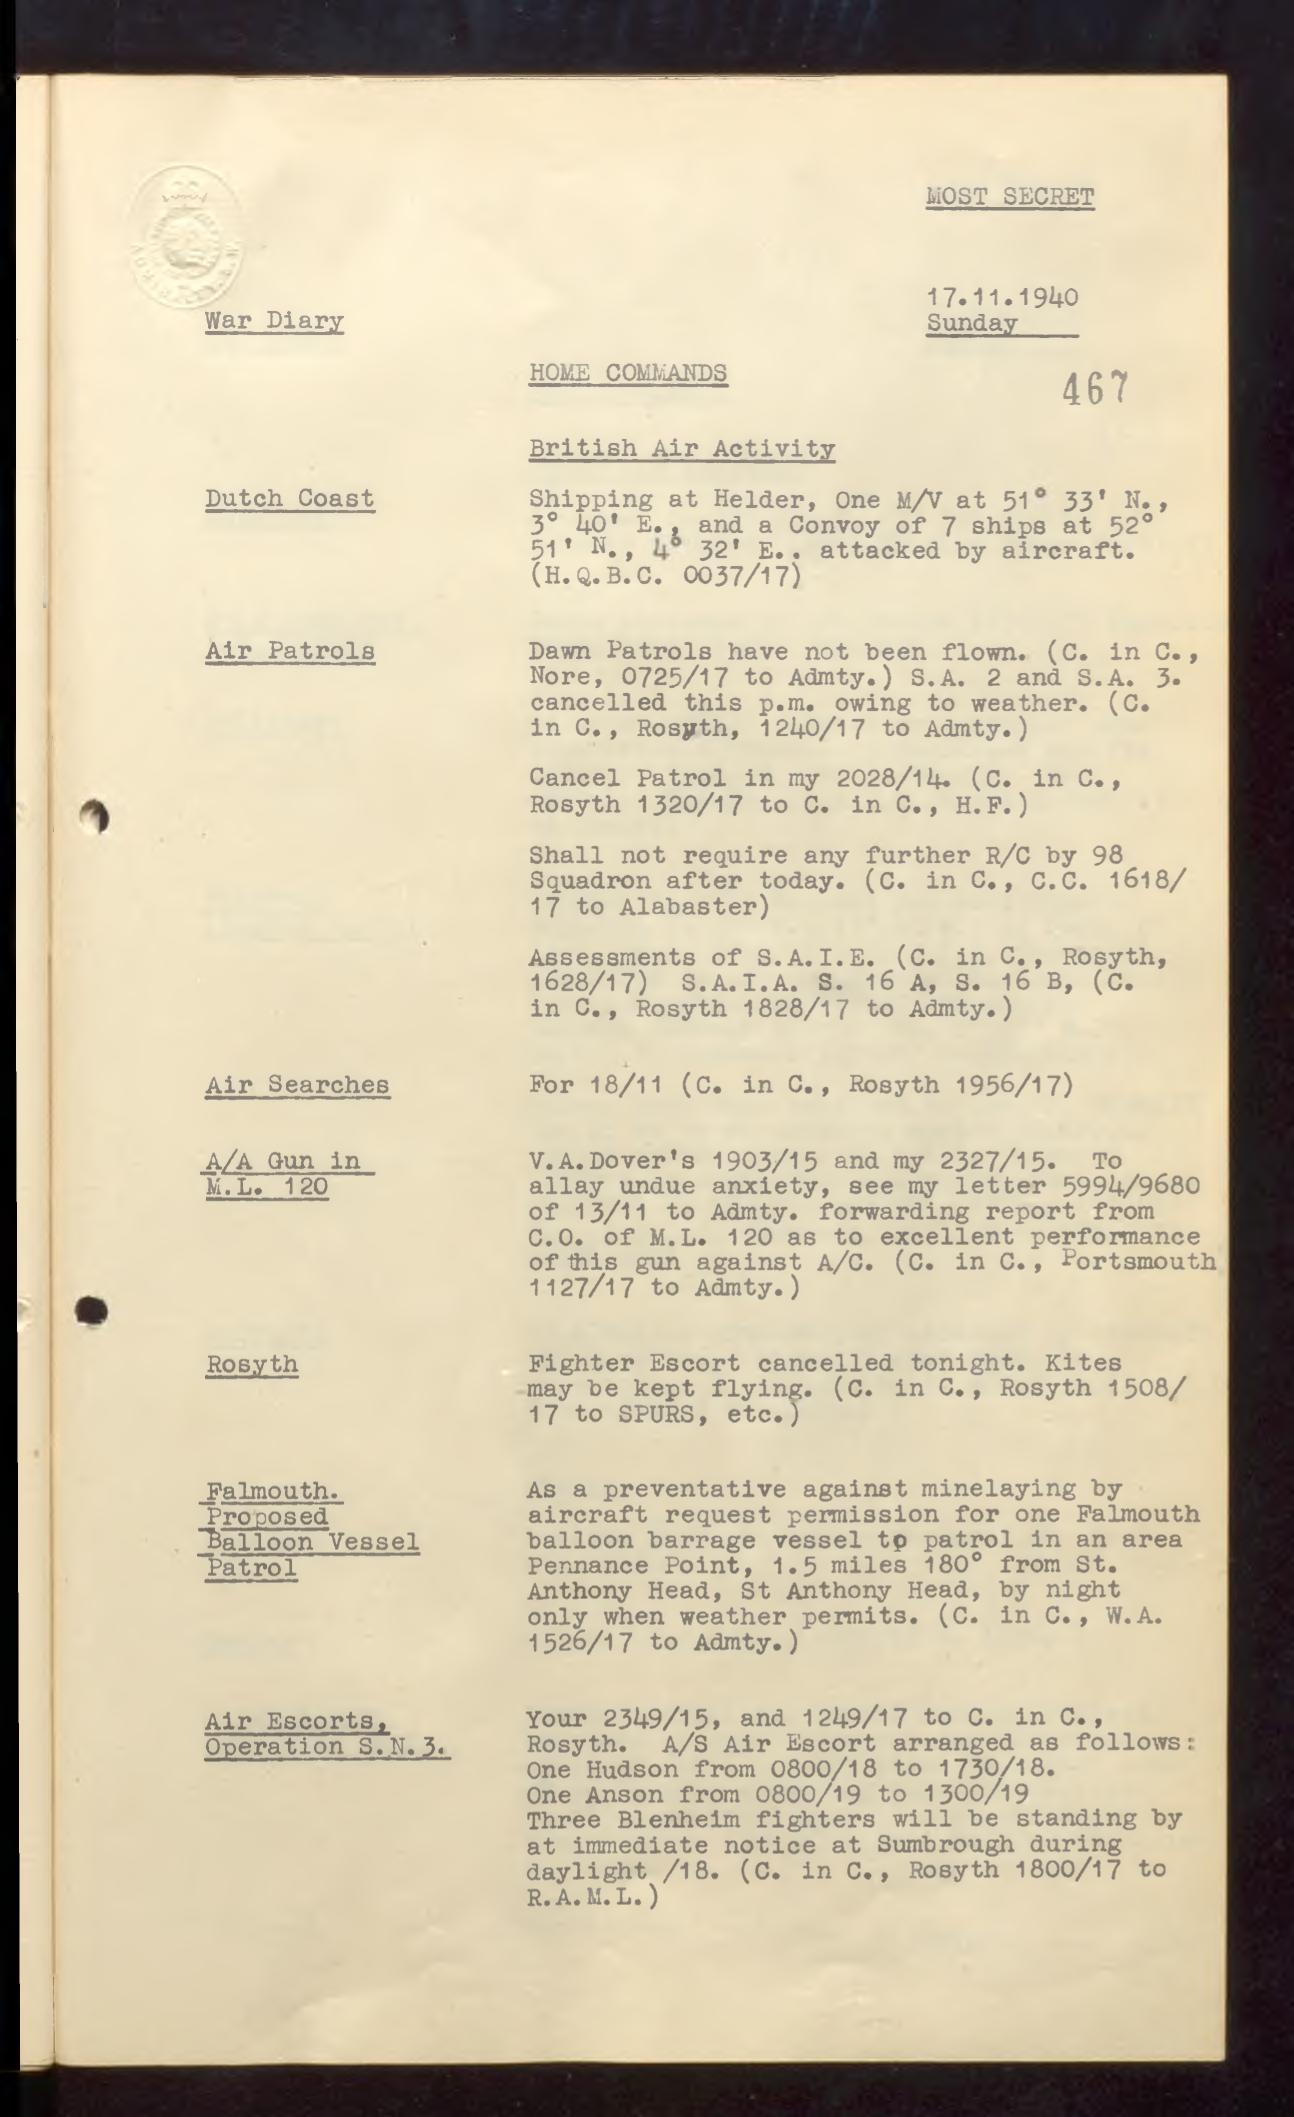 MOST SECRET
17.11.1940
War Diary
Sunday
HOME COMMANDS
467
British Air Activity
Dutch Coast
Shipping at Helder, One M/V at 51° 33' N.,
3° 40' E., and a Convoy of 7 ships at 52°
51' N., 4° 32' E.. attacked by aircraft.
(H.Q.B.C. 0037/17)
Air Patrols
Dawn Patrols have not been flown. (C. in C.,
Nore, 0725/17 to Admty.) S.A. 2 and S.A. 3.
cancelled this p.m. owing to weather. (C.
in C., Rosyth, 1240/17 to Admty.)
Cancel Patrol in my 2028/14. (C. in C.,
Rosyth 1320/17 to C. in C., H.F.)
Shall not require any further R/C by 98
Squadron after today. (C. in C., C.C. 1618/
17 to Alabaster)
Assessments of S.A.I.E. (C. in C., Rosyth,
1628/17) S.A.I.A. S. 16 A, S. 16 B, (C.
in C., Rosyth 1828/17 to Admty.)
Air Searches
For 18/11 (C. in C., Rosyth 1956/17)
A/A Gun in
M.L. 120
V.A.Dover's 1903/15 and my 2327/15. To
allay undue anxiety, see my letter 5994/9680
of 13/11 to Admty. forwarding report from
C.O. of M.L. 120 as to excellent performance
of this gun against A/C. (C. in C., Portsmouth
1127/17 to Admty.)
Rosyth
Fighter Escort cancelled tonight. Kites
may be kept flying. (C. in C., Rosyth 1508/
17 to SPURS, etc.)
Falmouth.
Proposed
Balloon Vessel
Patrol
As a preventative against minelaying by
aircraft request permission for one Falmouth
balloon barrage vessel to patrol in an area
Pennance Point, 1.5 miles 180° from St.
Anthony Head, St Anthony Head, by night
only when weather permits. (C. in C., W.A.
1526/17 to Admty.)
Air Escorts,
Operation S.N.3.
Your 2349/15, and 1249/17 to C. in C.,
Rosyth. A/S Air Escort arranged as follows:
One Hudson from 0800/18 to 1730/18.
One Anson from 0800/19 to 1300/19
Three Blenheim fighters will be standing by
at immediate notice at Sumbrough during
daylight /18. (C. in C., Rosyth 1800/17 to
R.A.M.L.)